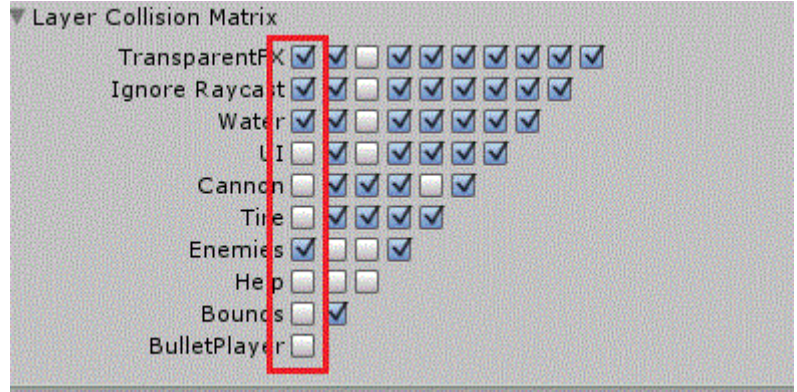 Layer Collision Matrix
TransparentFX
Ignore Raycast
Water
UI
Cannon
Tire
Enemies
Help
Bounds
BulletPlayer